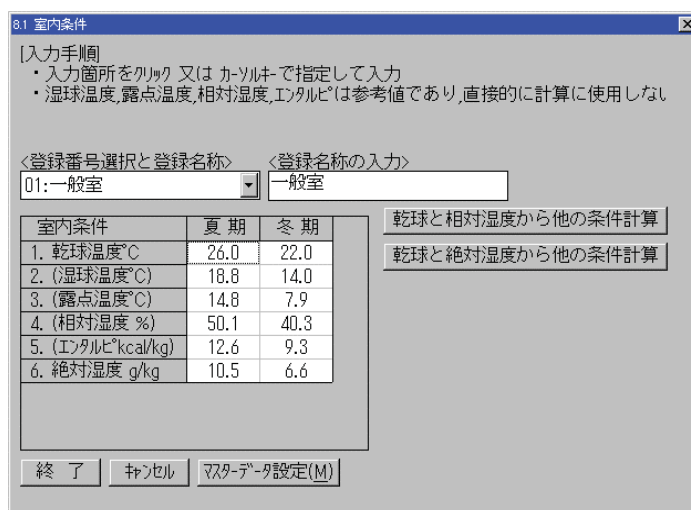 8.1 室内条件
[入力手順]
・入力箇所をｸﾘｯｸ 又は ｶｰｿﾙｷｰで指定して入力
・湿球温度,露点温度,相対湿度,ｴﾝﾀﾙﾋﾟは参考値であり,直接的に計算に使用しない
<登録番号選択と登録名称> <登録名称の入力>
01:一般室 一般室
室内条件 夏 期 冬 期
1. 乾球温度℃ 26.0 22.0
2. (湿球温度℃) 18.8 14.0
3. (露点温度℃) 14.8 7.9
4. (相対湿度 %) 50.1 40.3
5. (ｴﾝﾀﾙﾋﾟkcal/kg) 12.6 9.3
6. 絶対湿度 g/kg 10.5 6.6
乾球と相対湿度から他の条件計算
乾球と絶対湿度から他の条件計算
終 了 ｷｬﾝｾﾙ ﾏｽﾀｰﾃﾞｰﾀ設定(M)